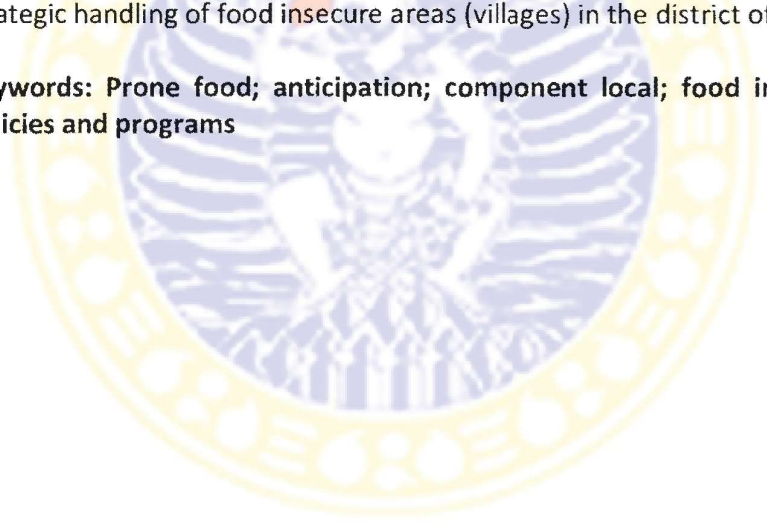 ategic handling of food insecure areas (villages) in the district of
ywords: Prone food; anticipation; component local; food in
icies and programs